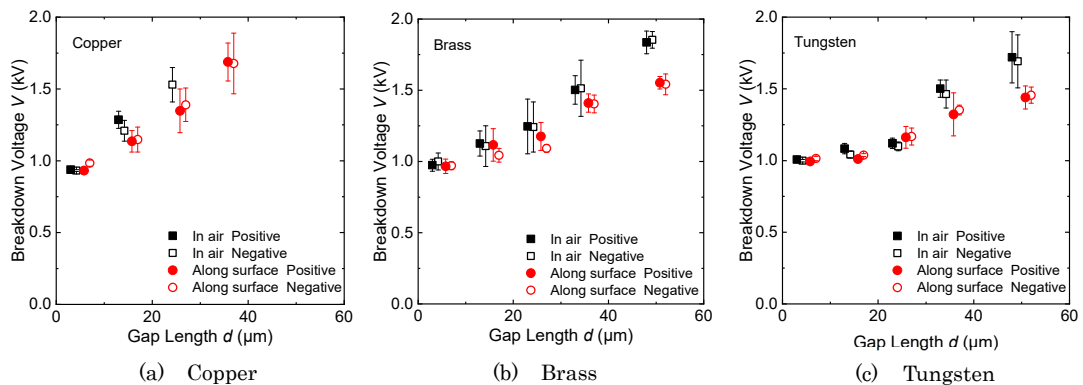 2.0
1.5
1.0
0.5
0.0
0
20
40
60
Breakdown Voltage V (kV)
Gap Length d (μm)
Copper
In air Positive
In air Negative
Along surface Positive
Along surface Negative
(a) Copper
2.0
1.5
1.0
0.5
0.0
0
20
40
60
Breakdown Voltage V (kV)
Gap Length d (μm)
Brass
In air Positive
In air Negative
Along surface Positive
Along surface Negative
(b) Brass
2.0
1.5
1.0
0.5
0.0
0
20
40
60
Breakdown Voltage V (kV)
Gap Length d (μm)
Tungsten
In air Positive
In air Negative
Along surface Positive
Along surface Negative
(c) Tungsten